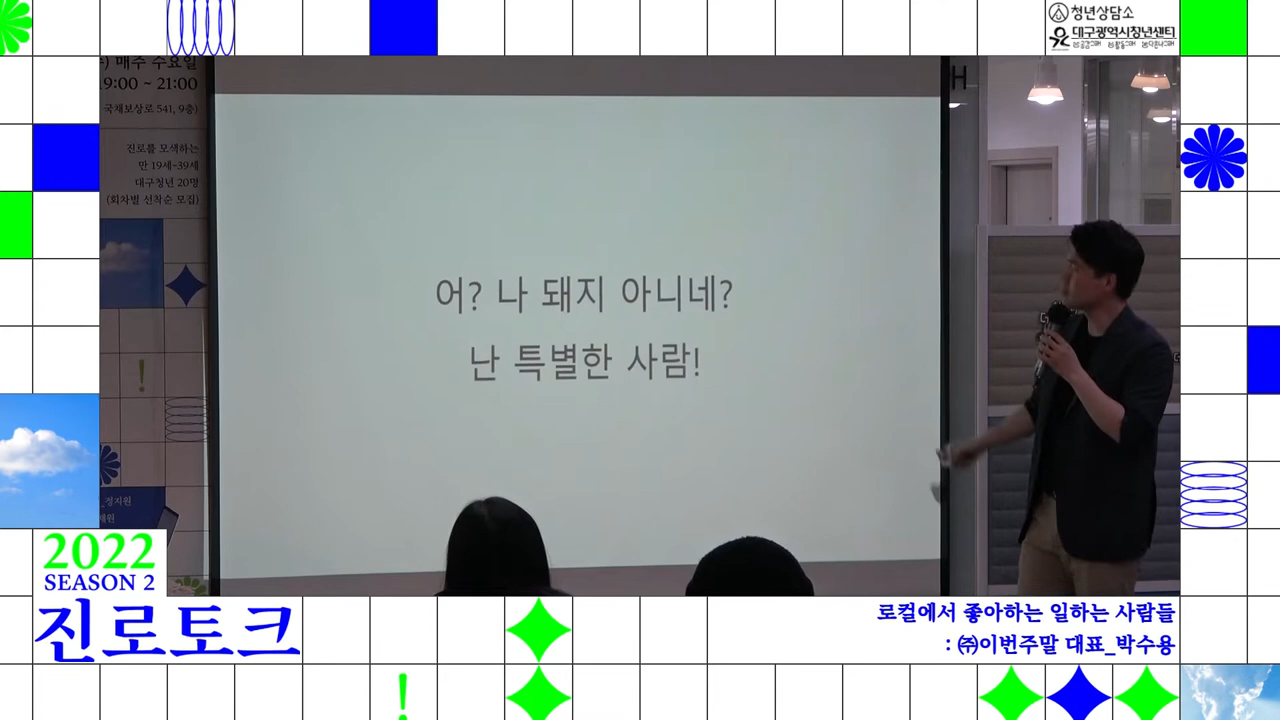 청년상담소
대구광역시청년센터
매주 수요일
19:00 ~ 21:00
국채보상로 541, 9층)
진로를 모색하는
만 19세~39세
대구청년 20명
(회차별 선착순 모집)
H
어? 나 돼지 아니네?
난 특별한 사람!
!
정지원
2022
SEASON 2
진로토크
로컬에서 좋아하는 일하는 사람들
: ㈜이번주말 대표_박수용
!